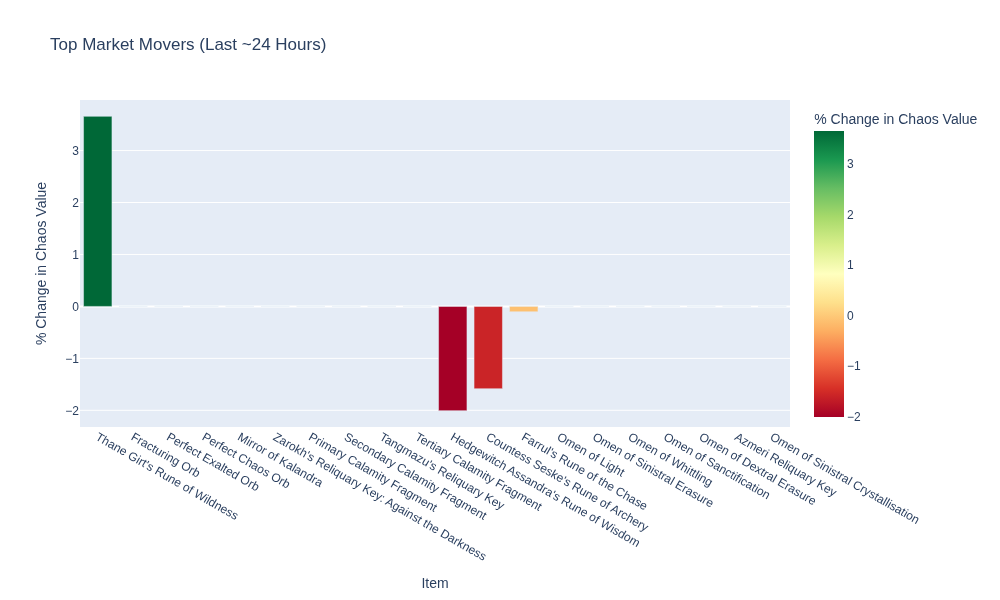 Top Market Movers (Last ~24 Hours)
% Change in Chaos Value
3
2
1
0
−1
−2
Thane Girt's Rune of Wildness
Fracturing Orb
Perfect Exalted Orb
Perfect Chaos Orb
Mirror of Kalandra
Zarokh's Reliquary Key: Against the Darkness
Primary Calamity Fragment
Secondary Calamity Fragment
Tangmazu's Reliquary Key
Tertiary Calamity Fragment
Hedgewitch Assandra's Rune of Wisdom
Countess Seske's Rune of Archery
Farrul's Rune of the Chase
Omen of Light
Omen of Sinistral Erasure
Omen of Whittling
Omen of Sanctification
Omen of Dextral Erasure
Azmeri Reliquary Key
Omen of Sinistral Crystallisation
Item
% Change in Chaos Value
3
2
1
0
−1
−2